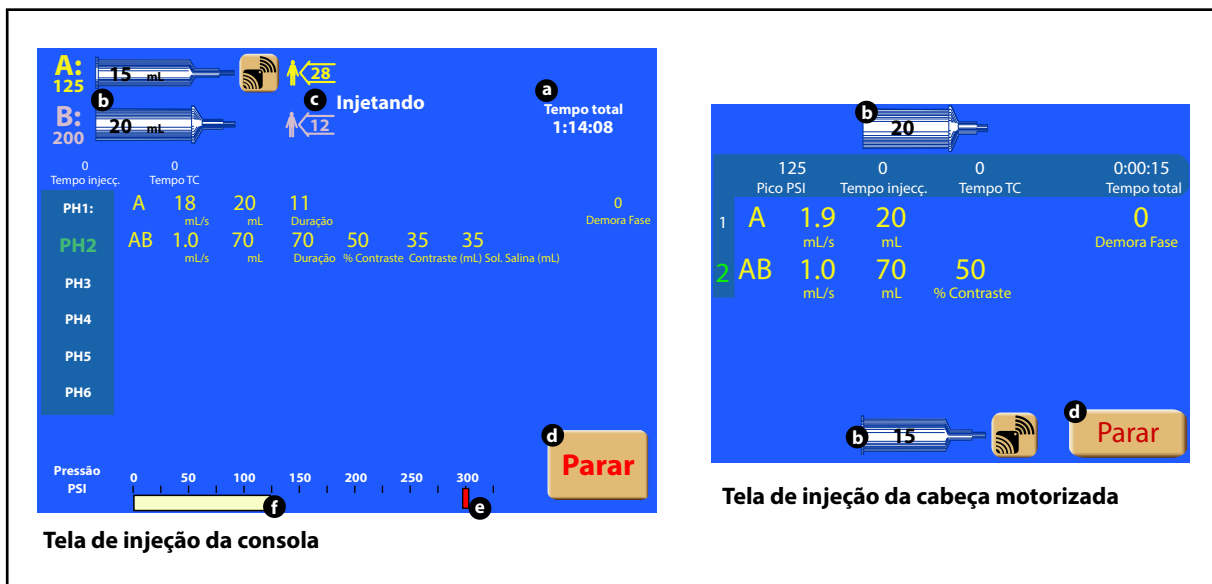 A: 15 mL 28
125
b c Injetando a
Tempo total
B: 20 mL 12 1:14:08
200
0 0
Tempo injecç. Tempo TC
PH1: A 18 20 11 0
mL/s mL Duração Demora Fase
PH2 AB 1.0 70 70 50 35 35
mL/s mL Duração % Contraste Contraste (mL) Sol. Salina (mL)
PH3
PH4
PH5
PH6
d
Parar
Pressão
PSI
0 50 100 150 200 250 300
f e
Tela de injeção da consola
b
20
125 0 0 0:00:15
Pico PSI Tempo injecç. Tempo TC Tempo total
1 A 1.9 20 0
mL/s mL Demora Fase
2 AB 1.0 70 50
mL/s mL % Contraste
b 15 d Parar
Tela de injeção da cabeça motorizada